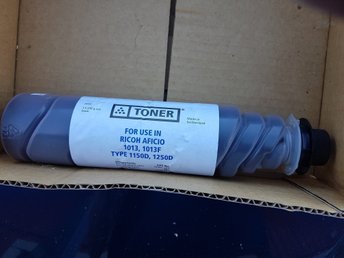 TONER
FOR USE IN
RICOH AFICIO
1013, 1013F
TYPE 1150D, 1250D